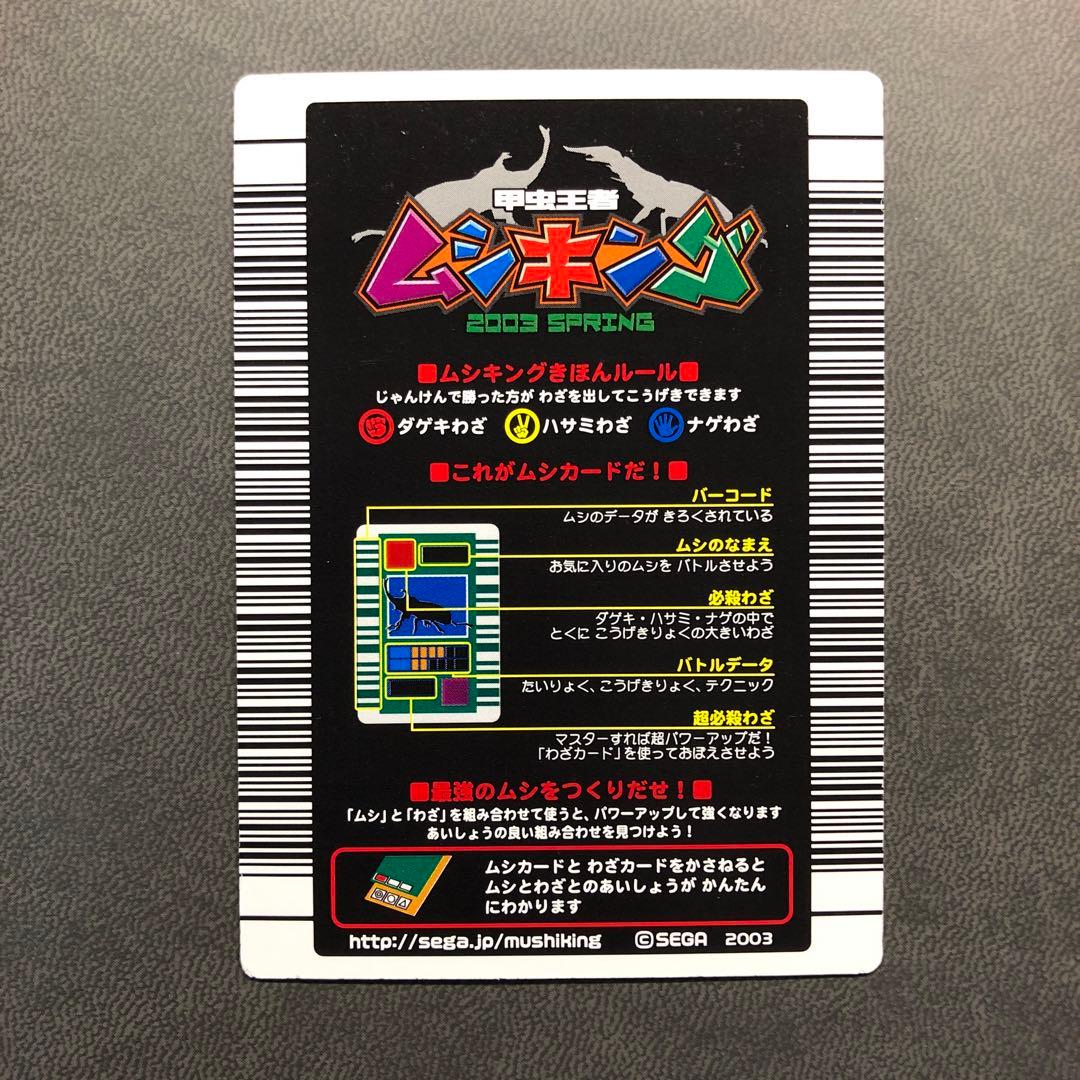 甲虫王者
ムシキング
2003 SPRING
■ムシキングきほんルール■
じゃんけんで勝った方が わざを出してこうげきできます
ダゲキわざ ハサミわざ ナゲわざ
■これがムシカードだ！■
バーコード
ムシのデータが きろくされている
ムシのなまえ
お気に入りのムシを バトルさせよう
必殺わざ
ダゲキ・ハサミ・ナゲの中で
とくに こうげきりょくの大きいわざ
バトルデータ
たいりょく、こうげきりょく、テクニック
超必殺わざ
マスターすれば超パワーアップだ！
「わざカード」を使っておぼえさせよう
■最強のムシをつくりだせ！■
「ムシ」と「わざ」を組み合わせて使うと、パワーアップして強くなります
あいしょうの良い組み合わせを見つけよう！
ムシカードと わざカードをかさねると
ムシとわざとのあいしょうが かんたん
にわかります
http://sega.jp/mushiking ©SEGA 2003